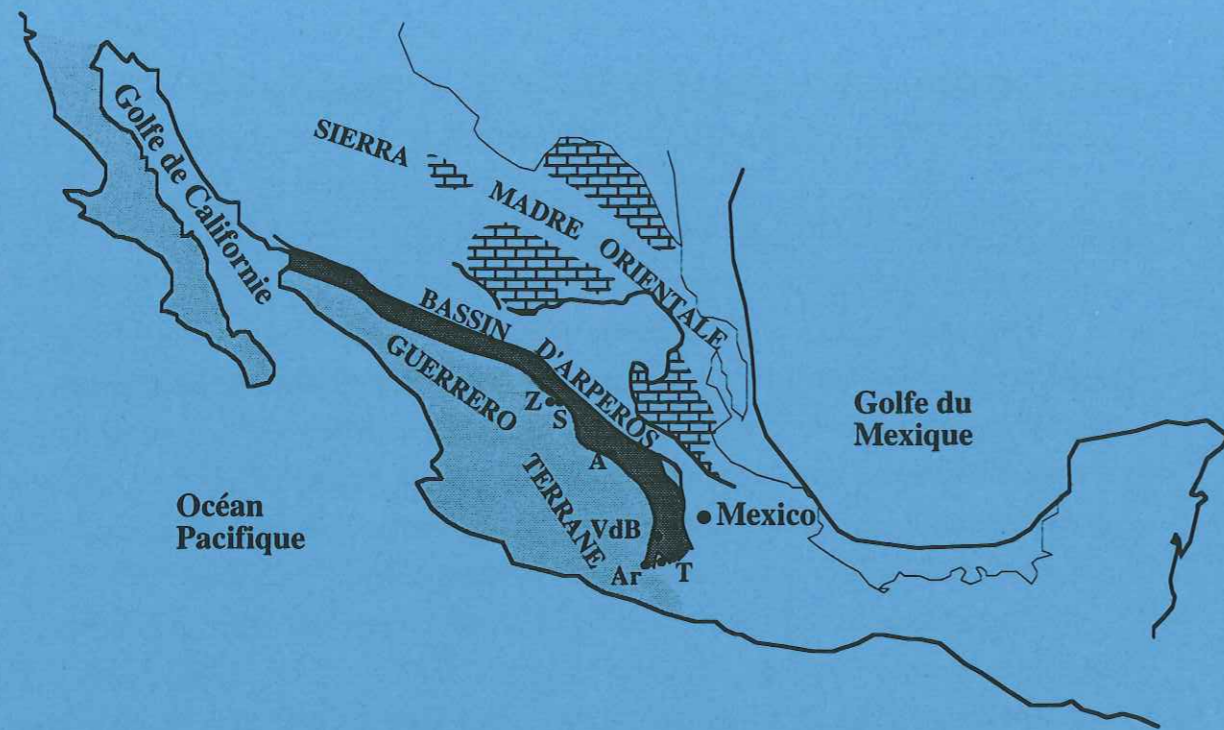 Golfe de Californie
SIERRA MADRE ORIENTALE
BASSIN D'ARPEROS
GUERRERO TERRANE
Z
S
A
VdB
Ar
T
Mexico
Golfe du
Mexique
Océan
Pacifique